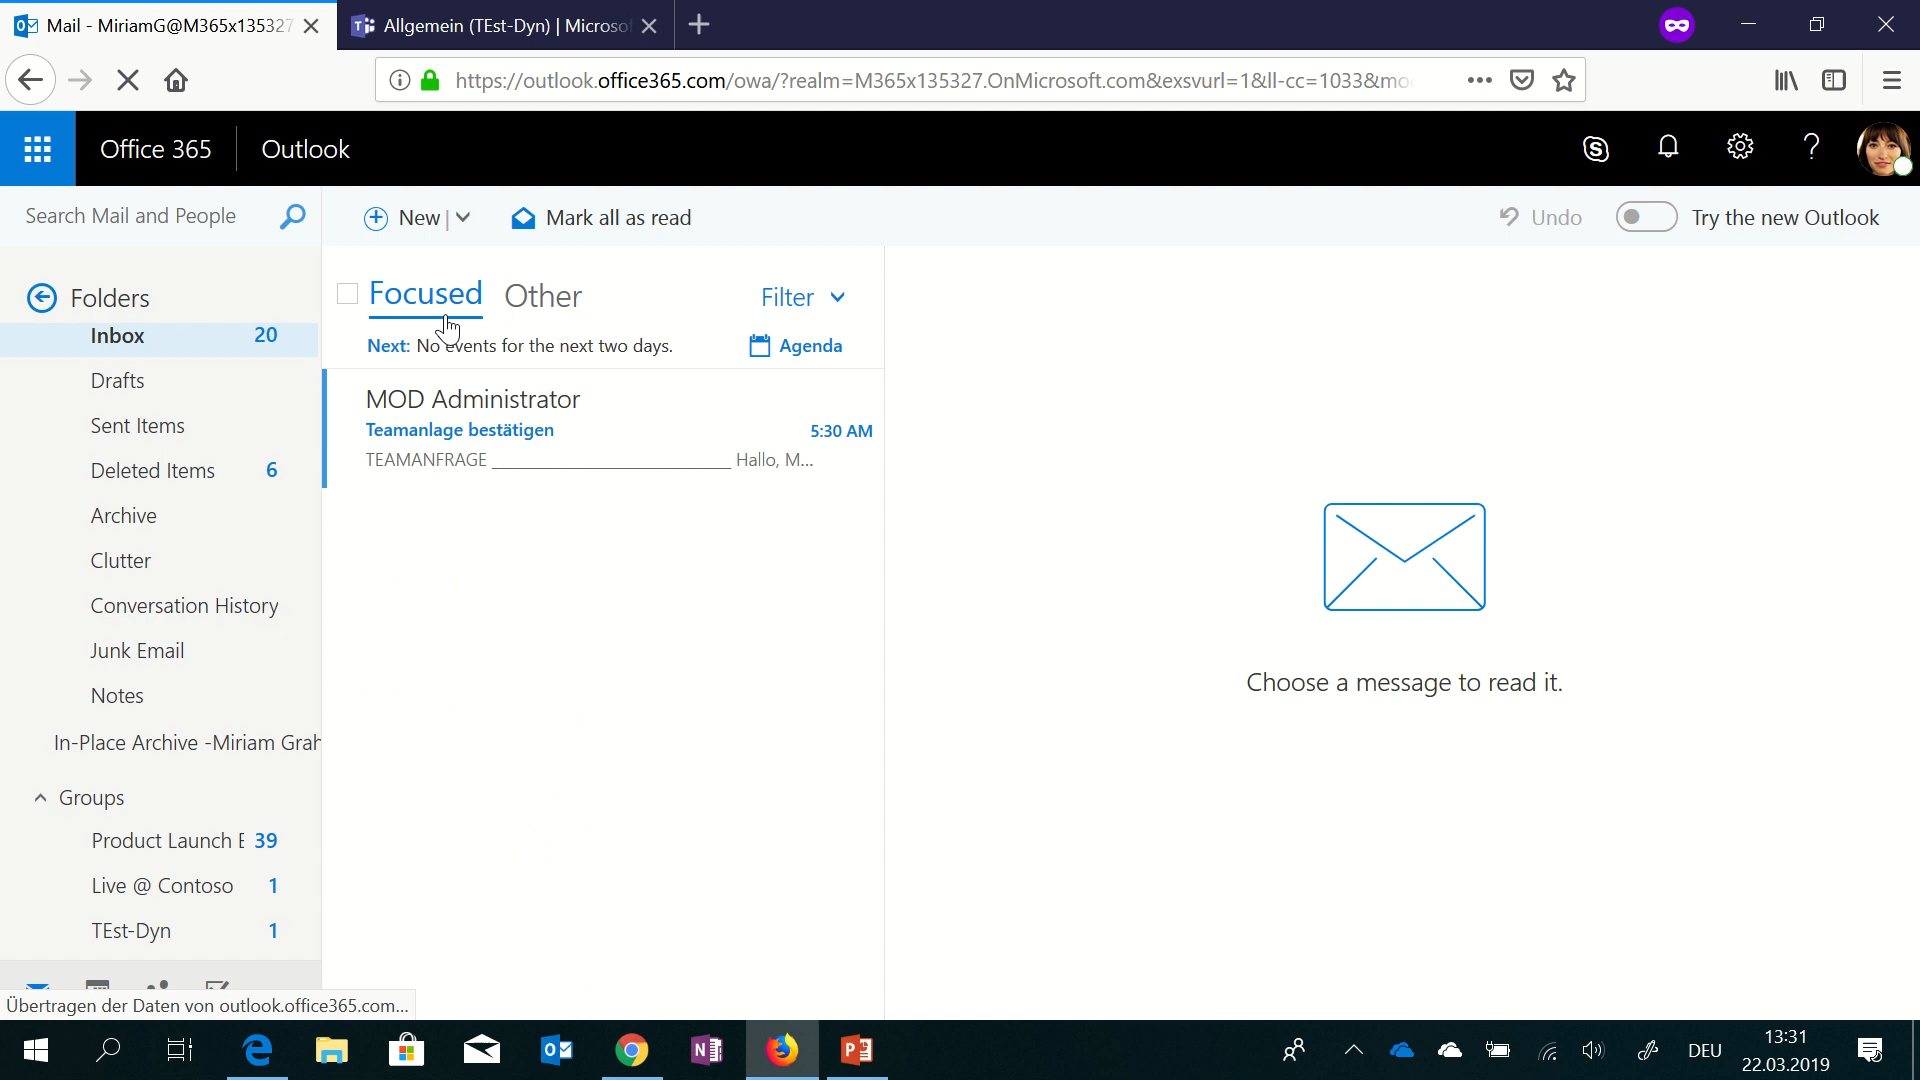 Mail - MiriamG@M365x135327
Allgemein (TEst-Dyn) | Microso
https://outlook.office365.com/owa/?realm=M365x135327.OnMicrosoft.com&exsvurl=1&ll-cc=1033&mo
Office 365
Outlook
Search Mail and People
New
Mark all as read
Undo
Try the new Outlook
Folders
Inbox 20
Drafts
Sent Items
Deleted Items 6
Archive
Clutter
Conversation History
Junk Email
Notes
In-Place Archive -Miriam Grah
Groups
Product Launch E 39
Live @ Contoso 1
TEst-Dyn 1
Focused
Other
Filter
Next: No events for the next two days.
Agenda
MOD Administrator
Teamanlage bestätigen
5:30 AM
TEAMANFRAGE ________________________ Hallo, M...
Choose a message to read it.
Übertragen der Daten von outlook.office365.com...
DEU
13:31
22.03.2019